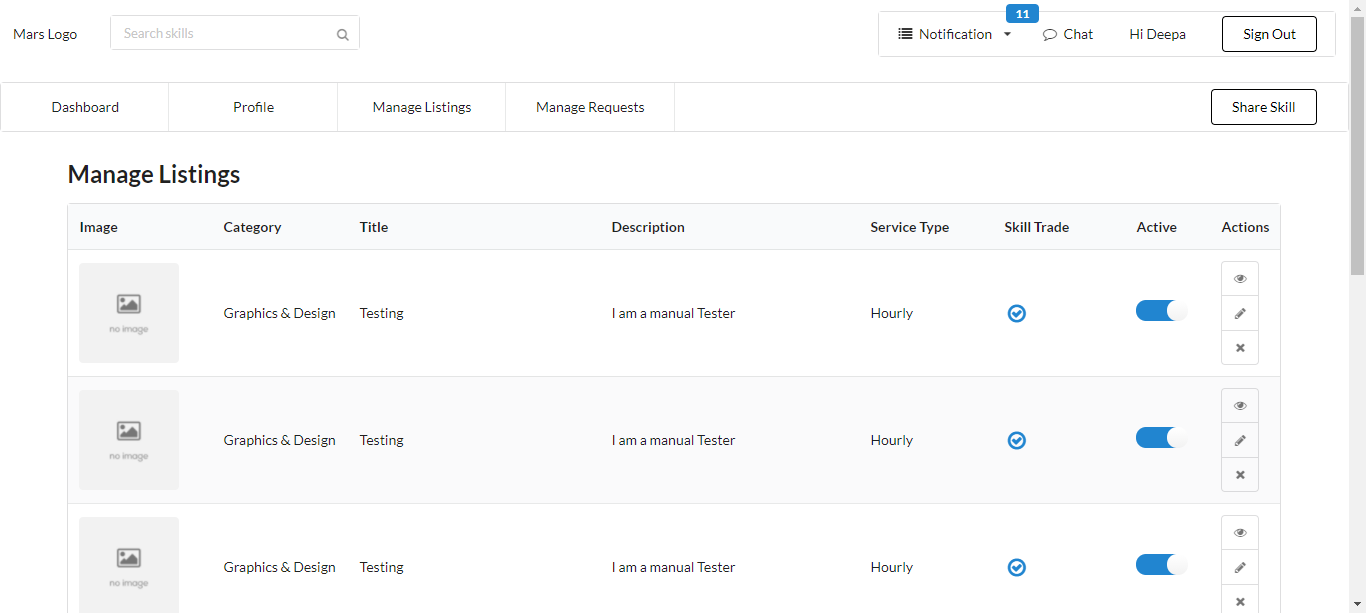 11
Mars Logo Search skills Notification Chat Hi Deepa Sign Out
Dashboard Profile Manage Listings Manage Requests Share Skill
Manage Listings
Image Category Title Description Service Type Skill Trade Active Actions
no image Graphics & Design Testing I am a manual Tester Hourly
no image Graphics & Design Testing I am a manual Tester Hourly
no image Graphics & Design Testing I am a manual Tester Hourly